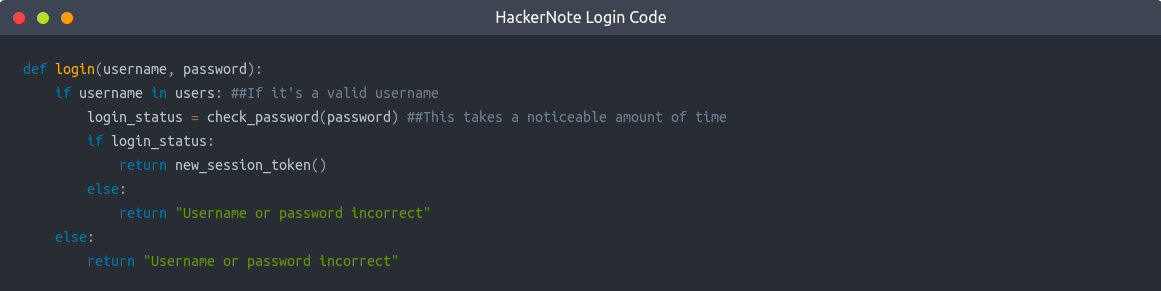 HackerNote Login Code
def login(username, password):
    if username in users: ##If it's a valid username
        login_status = check_password(password) ##This takes a noticeable amount of time
        if login_status:
            return new_session_token()
        else:
            return "Username or password incorrect"
    else:
        return "Username or password incorrect"